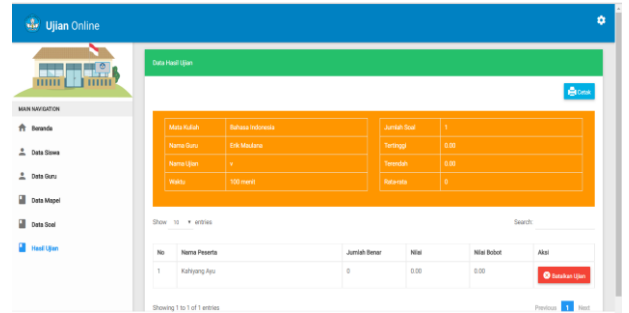 Ujian Online
Data Hasil Ujian
Cetak
MAIN NAVIGATION
Beranda
Data Siswa
Data Guru
Data Mapel
Data Soal
Hasil Ujian
Mata Kuliah Bahasa Indonesia
Nama Guru Erik Maulana
Nama Ujian v
Waktu 100 menit
Jumlah Soal 1
Tertinggi 0.00
Terendah 0.00
Rata-rata 0
Show 10 entries Search:
No Nama Peserta Jumlah Benar Nilai Nilai Bobot Aksi
1 Kahiyang Ayu 0 0.00 0.00 Batalkan Ujian
Showing 1 to 1 of 1 entries Previous 1 Next